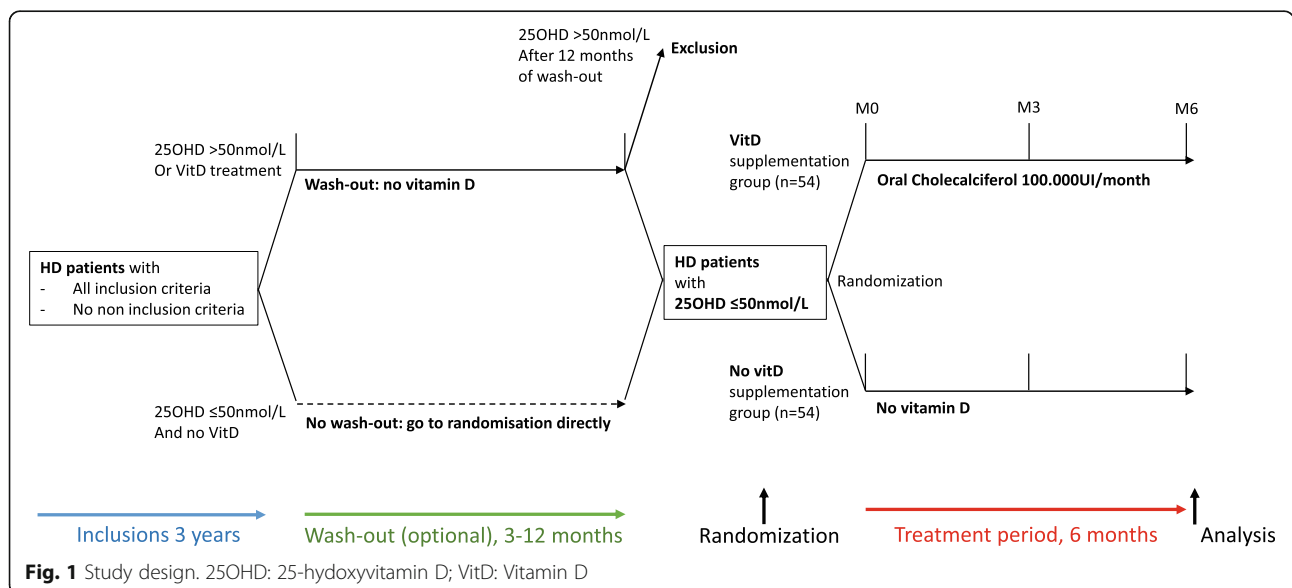 25OHD >50nmol/L
After 12 months
of wash-out
Exclusion
M0
M3
M6
25OHD >50nmol/L
Or VitD treatment
Wash-out: no vitamin D
VitD
supplementation
group (n=54)
Oral Cholecalciferol 100.000UI/month
HD patients with
- All inclusion criteria
- No non inclusion criteria
HD patients
with
25OHD ≤50nmol/L
Randomization
25OHD ≤50nmol/L
And no VitD
No wash-out: go to randomisation directly
No vitD
supplementation
group (n=54)
No vitamin D
Inclusions 3 years
Wash-out (optional), 3-12 months
Randomization
Treatment period, 6 months
Analysis
Fig. 1 Study design. 25OHD: 25-hydoxyvitamin D; VitD: Vitamin D